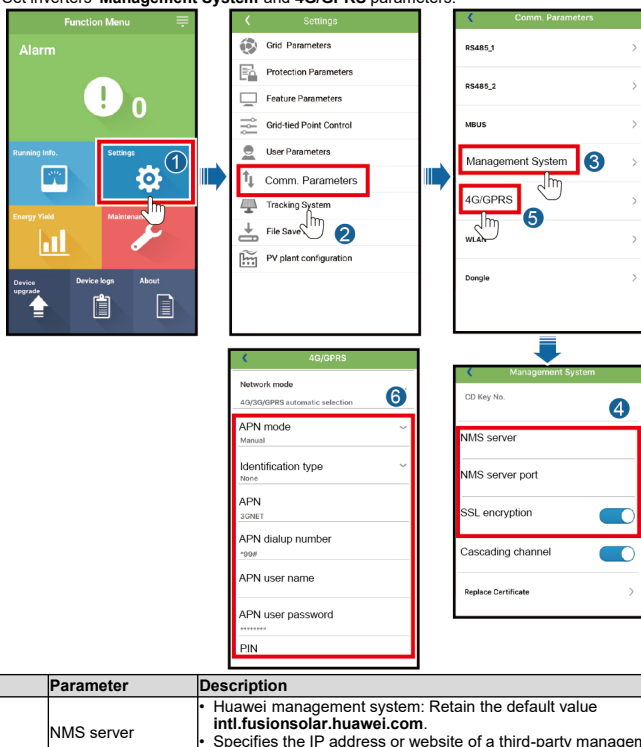 Set inverters' Management System and 4G/GPRS parameters.
Function Menu
Alarm
0
Running Info.
Settings
1
Energy Yield
Device upgrade
Device logs
About
Settings
Grid Parameters
Protection Parameters
Feature Parameters
Grid-tied Point Control
User Parameters
Comm. Parameters
Tracking System
File Save
2
PV plant configuration
Comm. Parameters
RS485_1
RS485_2
MBUS
Management System
3
4G/GPRS
5
WLAN
Dongle
4G/GPRS
Network mode
4G/3G/GPRS automatic selection
6
APN mode
Manual
Identification type
None
APN
3GNET
APN dialup number
*99#
APN user name
APN user password
********
PIN
Management System
CD Key No.
4
NMS server
NMS server port
SSL encryption
Cascading channel
Replace Certificate
Parameter
Description
NMS server
• Huawei management system: Retain the default value
intl.fusionsolar.huawei.com.
• Specifies the IP address or website of a third-party